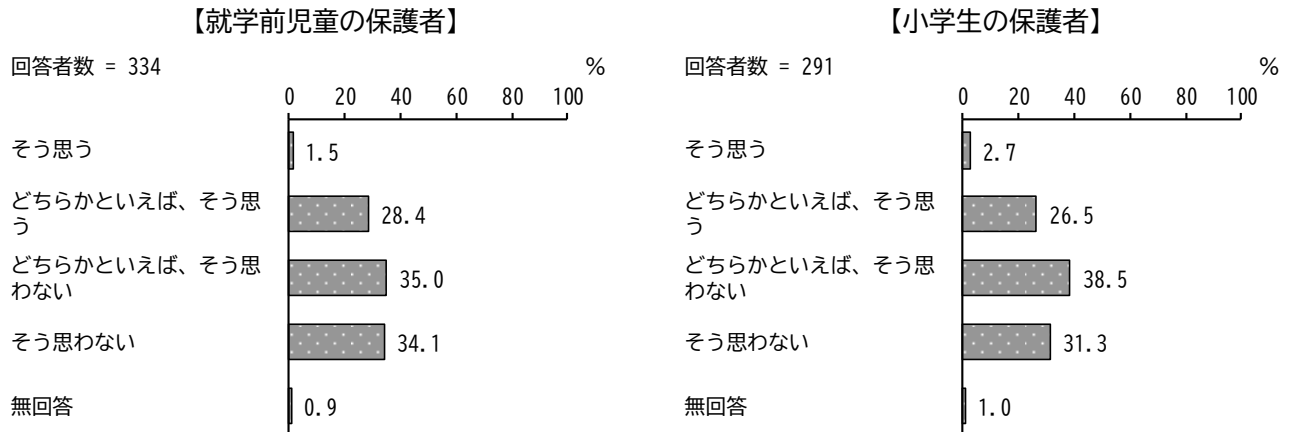 【就学前児童の保護者】
回答者数 = 334
%
0 20 40 60 80 100
そう思う
1.5
どちらかといえば、そう思
う
28.4
どちらかといえば、そう思
わない
35.0
そう思わない
34.1
無回答
0.9
【小学生の保護者】
回答者数 = 291
%
0 20 40 60 80 100
そう思う
2.7
どちらかといえば、そう思
う
26.5
どちらかといえば、そう思
わない
38.5
そう思わない
31.3
無回答
1.0